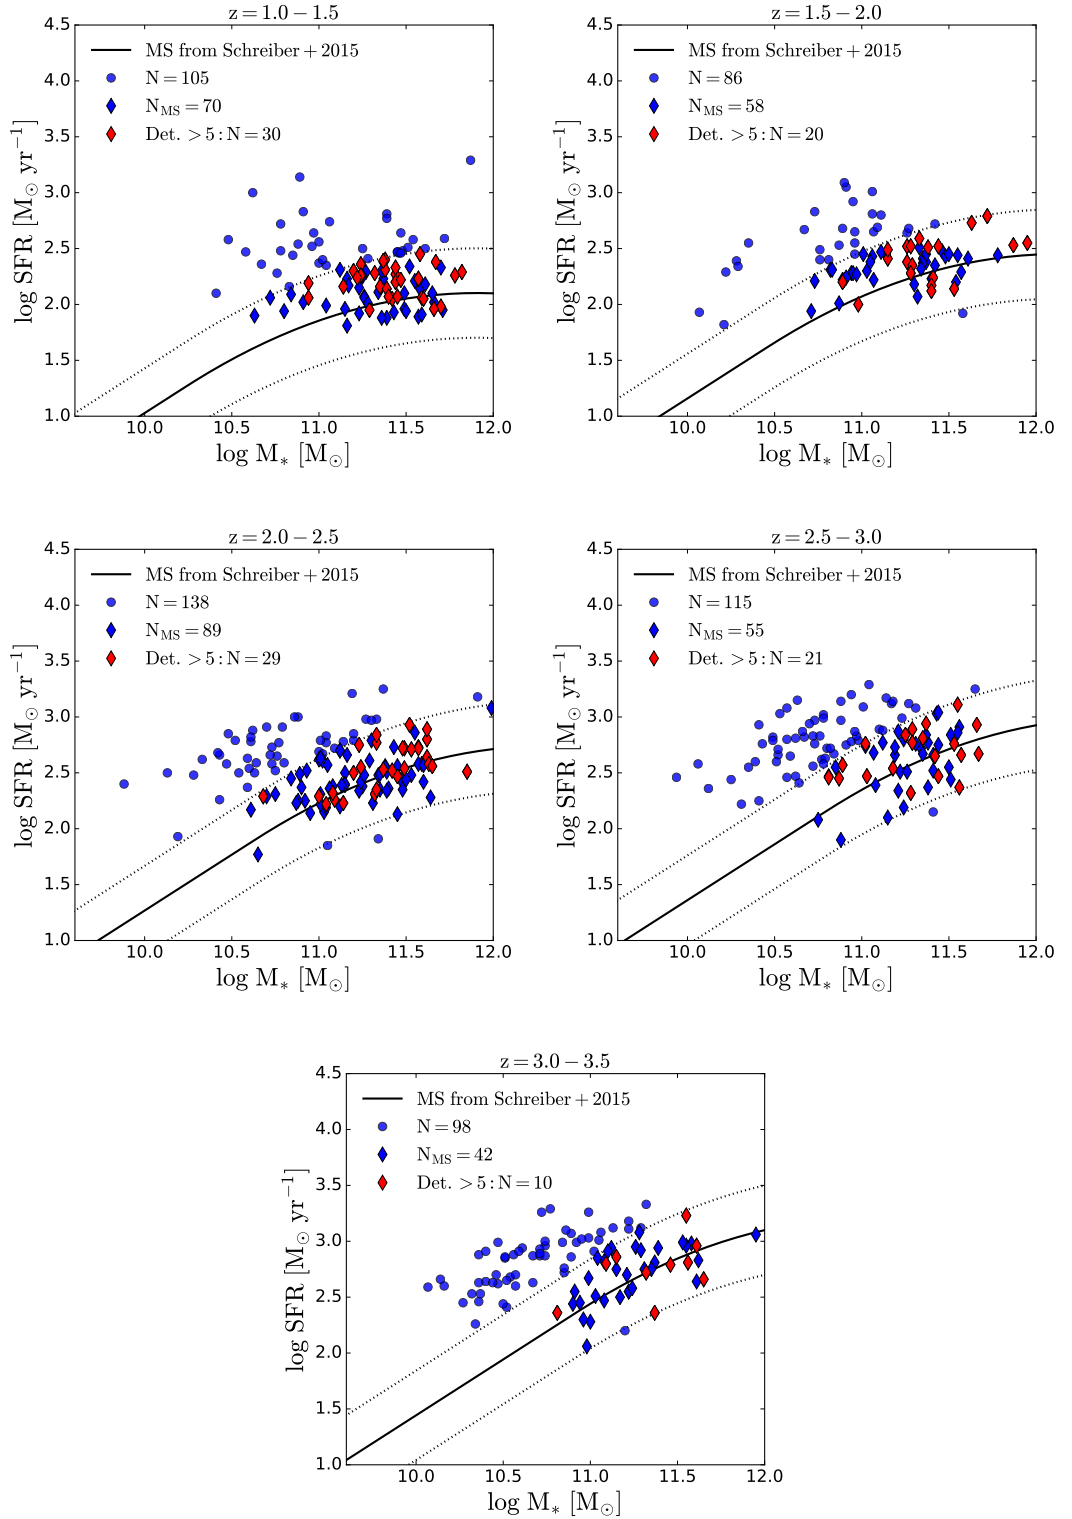 z = 1.0 − 1.5
MS from Schreiber + 2015
N = 105
N_MS = 70
Det. > 5 : N = 30
4.5
4.0
3.5
3.0
2.5
2.0
1.5
1.0
log SFR [M⊙ yr⁻¹]
10.0 10.5 11.0 11.5 12.0
log M∗ [M⊙]
z = 1.5 − 2.0
MS from Schreiber + 2015
N = 86
N_MS = 58
Det. > 5 : N = 20
4.5
4.0
3.5
3.0
2.5
2.0
1.5
1.0
log SFR [M⊙ yr⁻¹]
10.0 10.5 11.0 11.5 12.0
log M∗ [M⊙]
z = 2.0 − 2.5
MS from Schreiber + 2015
N = 138
N_MS = 89
Det. > 5 : N = 29
4.5
4.0
3.5
3.0
2.5
2.0
1.5
1.0
log SFR [M⊙ yr⁻¹]
10.0 10.5 11.0 11.5 12.0
log M∗ [M⊙]
z = 2.5 − 3.0
MS from Schreiber + 2015
N = 115
N_MS = 55
Det. > 5 : N = 21
4.5
4.0
3.5
3.0
2.5
2.0
1.5
1.0
log SFR [M⊙ yr⁻¹]
10.0 10.5 11.0 11.5 12.0
log M∗ [M⊙]
z = 3.0 − 3.5
MS from Schreiber + 2015
N = 98
N_MS = 42
Det. > 5 : N = 10
4.5
4.0
3.5
3.0
2.5
2.0
1.5
1.0
log SFR [M⊙ yr⁻¹]
10.0 10.5 11.0 11.5 12.0
log M∗ [M⊙]